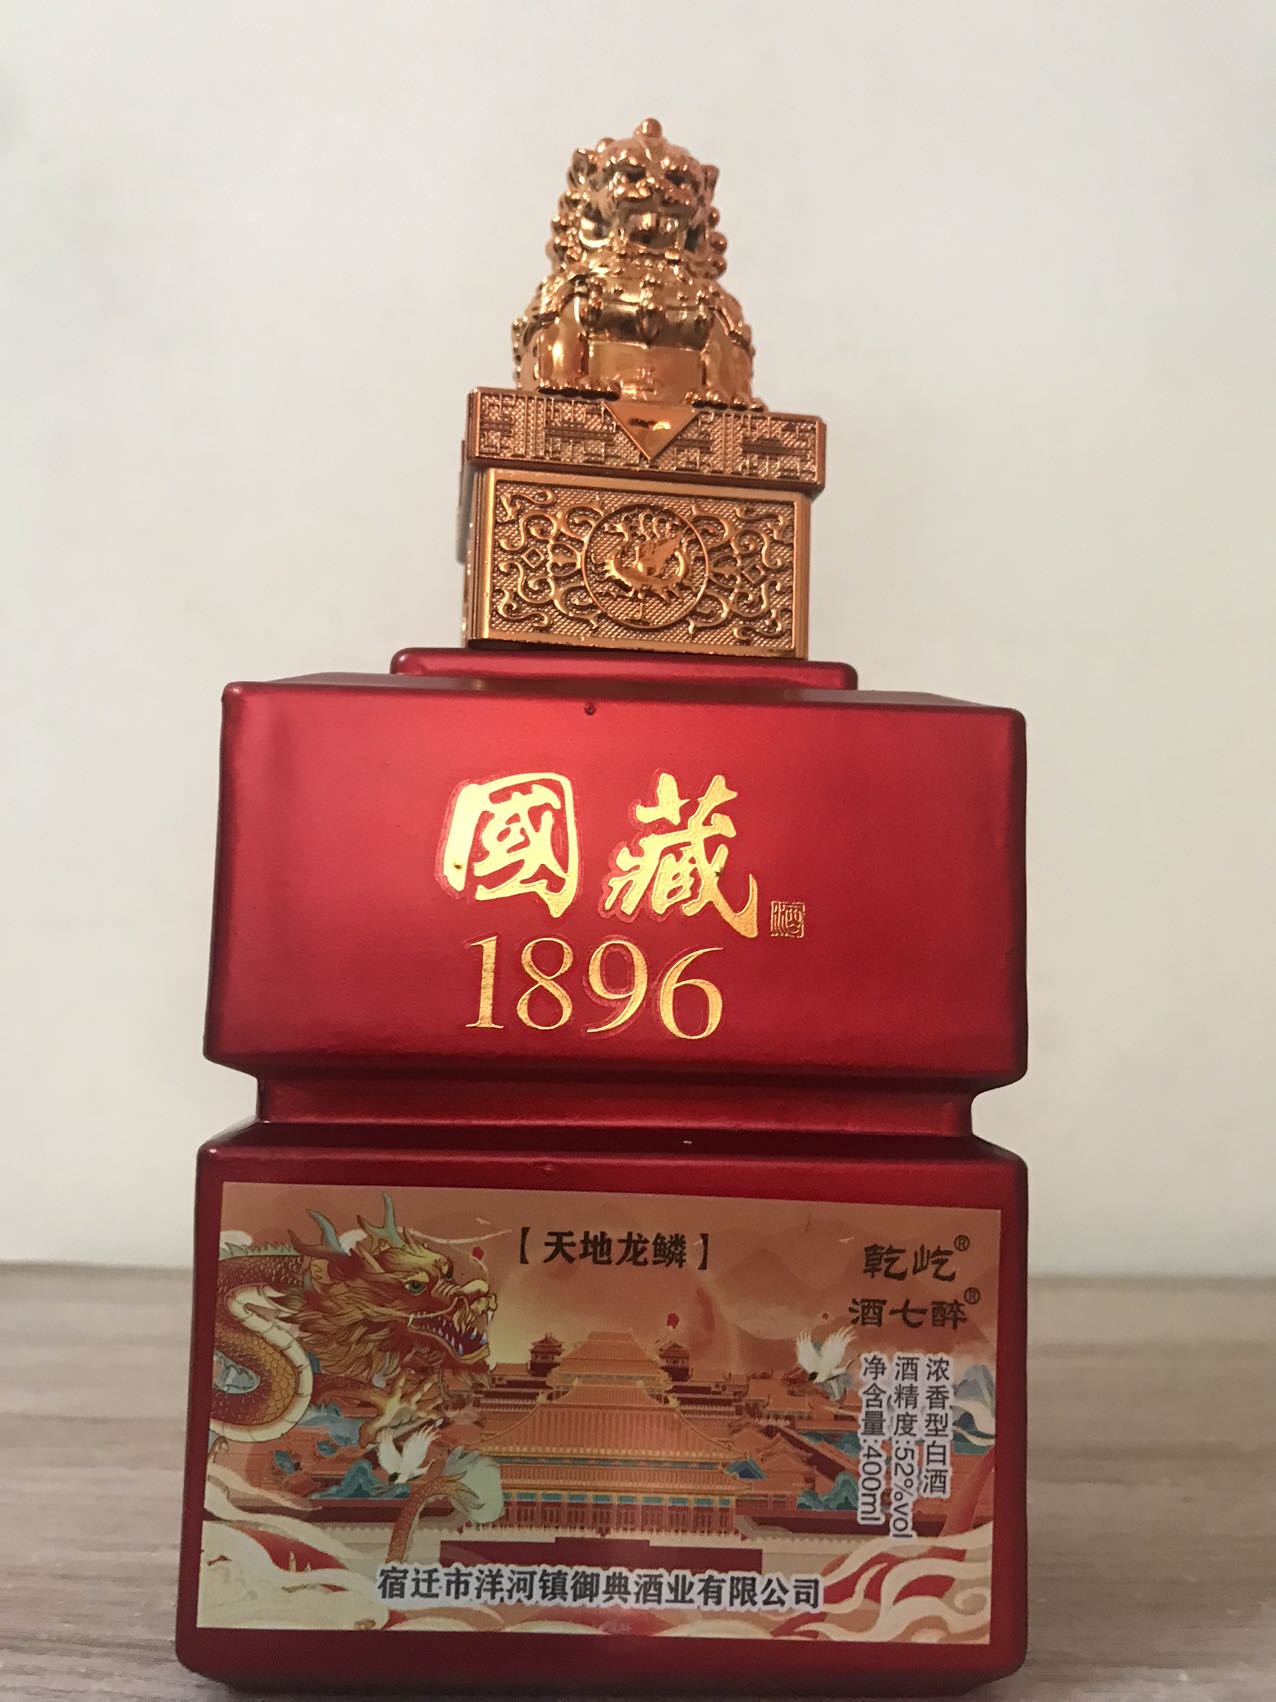 國藏
酒
1896
【天地龙鳞】
乾屹®
酒七醉®
浓香型白酒
酒精度:52%vol
净含量:400ml
宿迁市洋河镇御典酒业有限公司